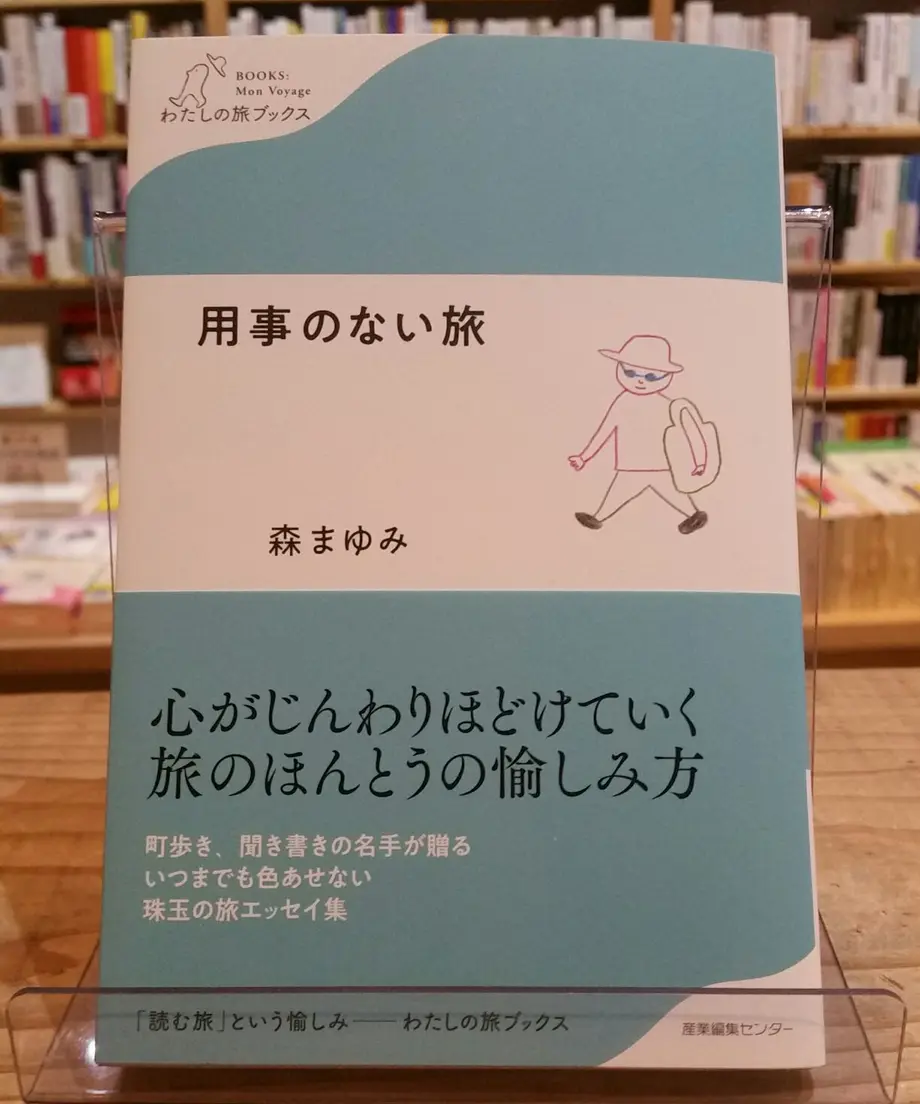 BOOKS:
Mon Voyage
わたしの旅ブックス
用事のない旅
森まゆみ
心がじんわりほどけていく
旅のほんとうの愉しみ方
町歩き、聞き書きの名手が贈る
いつまでも色あせない
珠玉の旅エッセイ集
「読む旅」という愉しみ──わたしの旅ブックス
産業編集センター